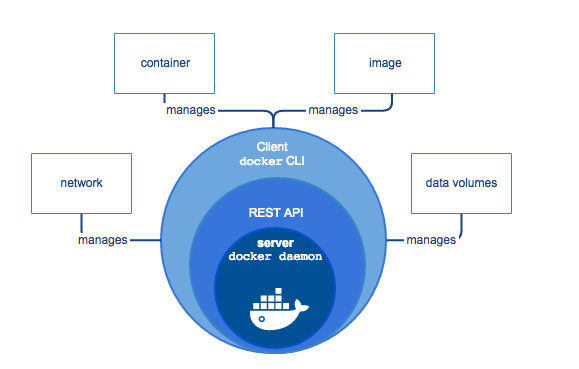 container
image
manages
manages
Client
docker CLI
network
data volumes
REST API
manages
manages
server
docker daemon